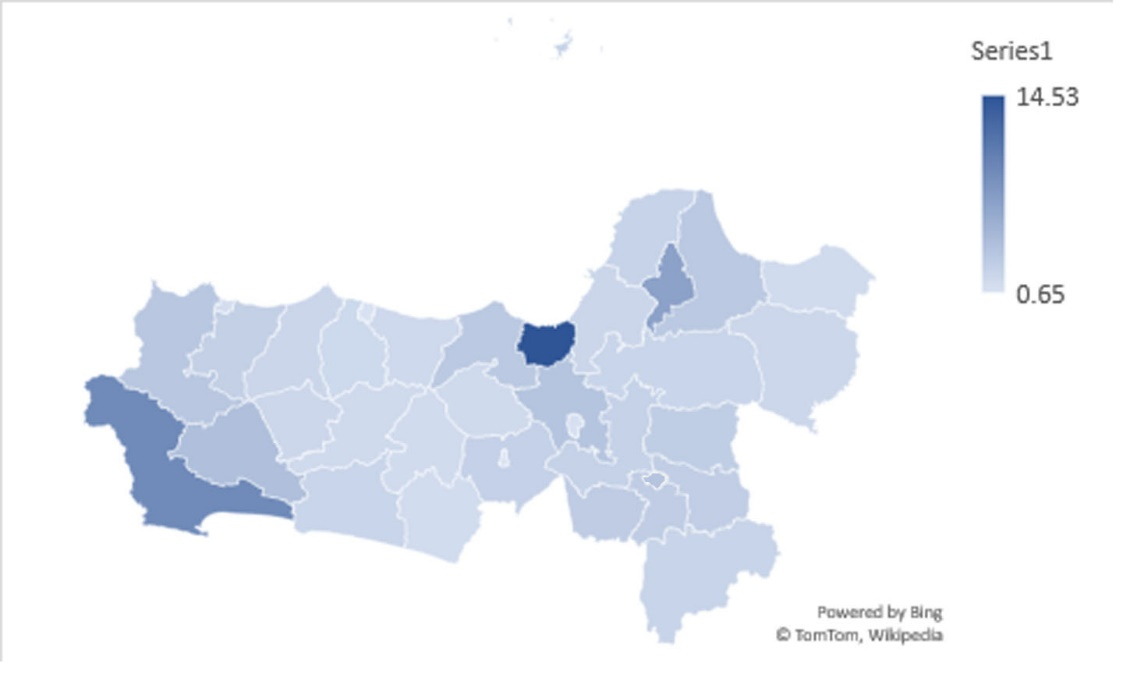 Series1
14.53
0.65
Powered by Bing
© TomTom, Wikipedia